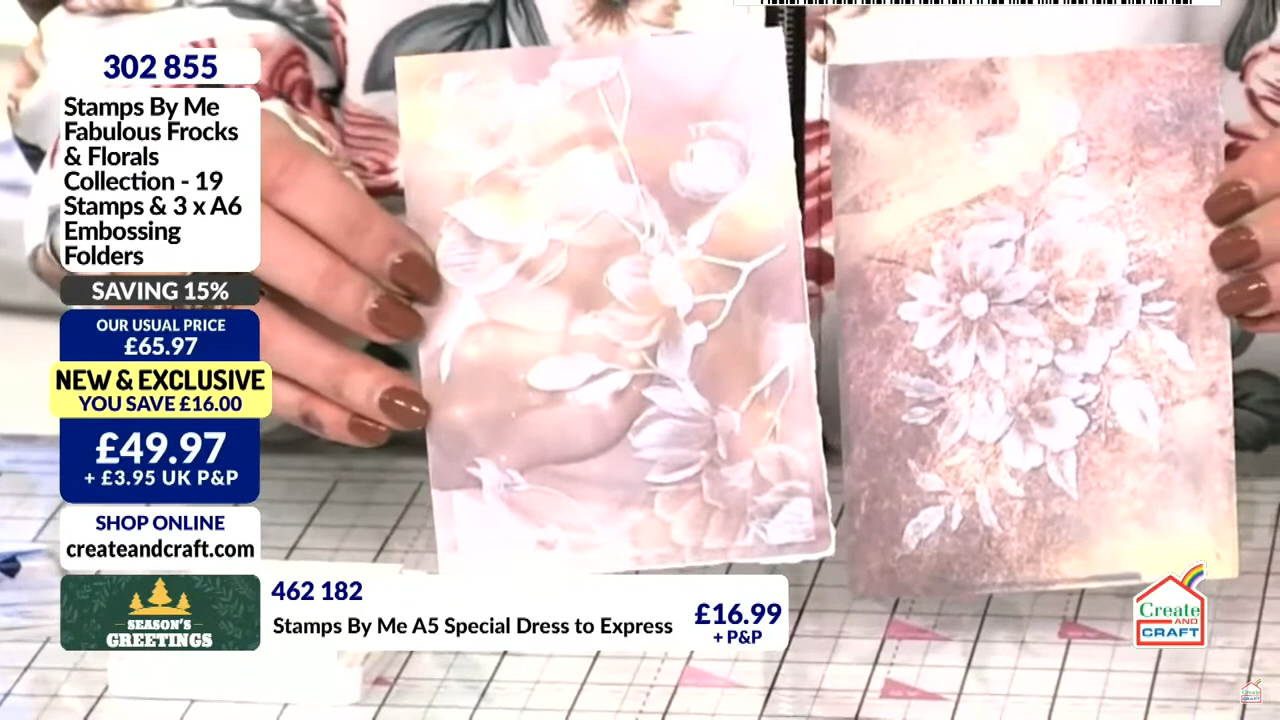 302 855
Stamps By Me
Fabulous Frocks
& Florals
Collection - 19
Stamps & 3 x A6
Embossing
Folders
SAVING 15%
OUR USUAL PRICE
£65.97
NEW & EXCLUSIVE
YOU SAVE £16.00
£49.97
+ £3.95 UK P&P
SHOP ONLINE
createandcraft.com
SEASON'S
GREETINGS
462 182
Stamps By Me A5 Special Dress to Express
£16.99
+ P&P
Create
AND
CRAFT